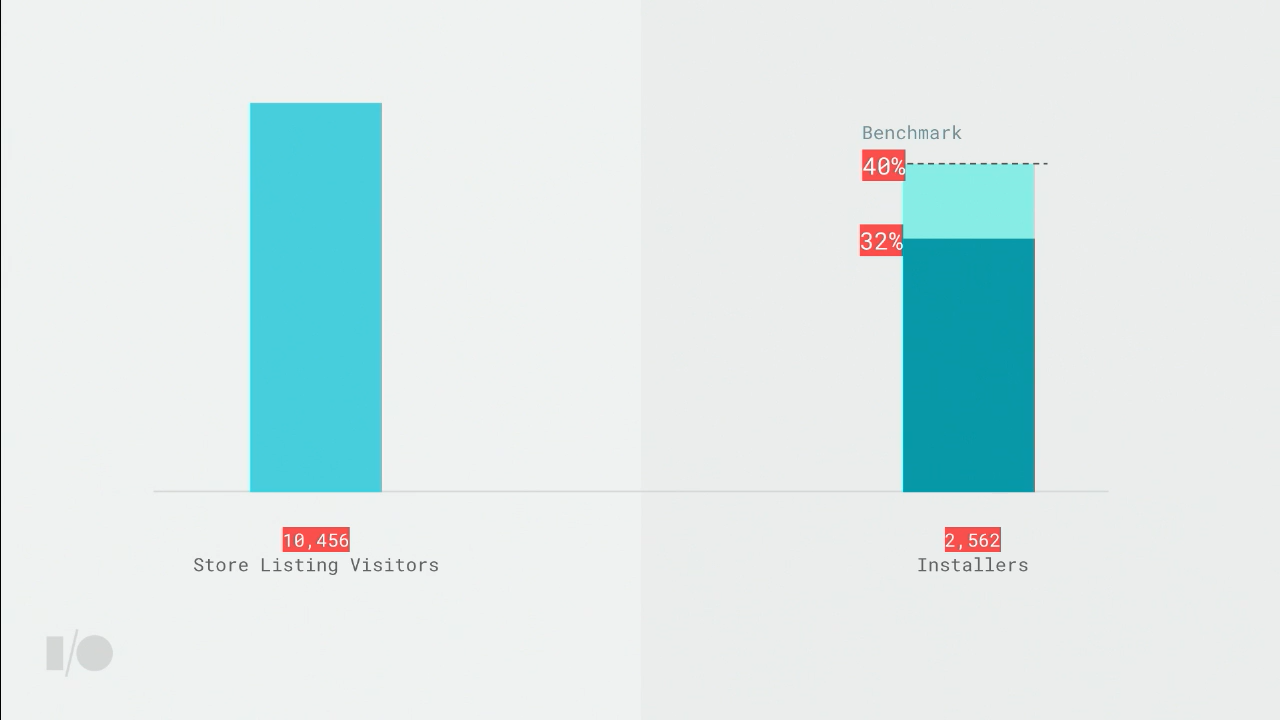 Benchmark
40%
32%
10,456
Store Listing Visitors
2,562
Installers
I/O